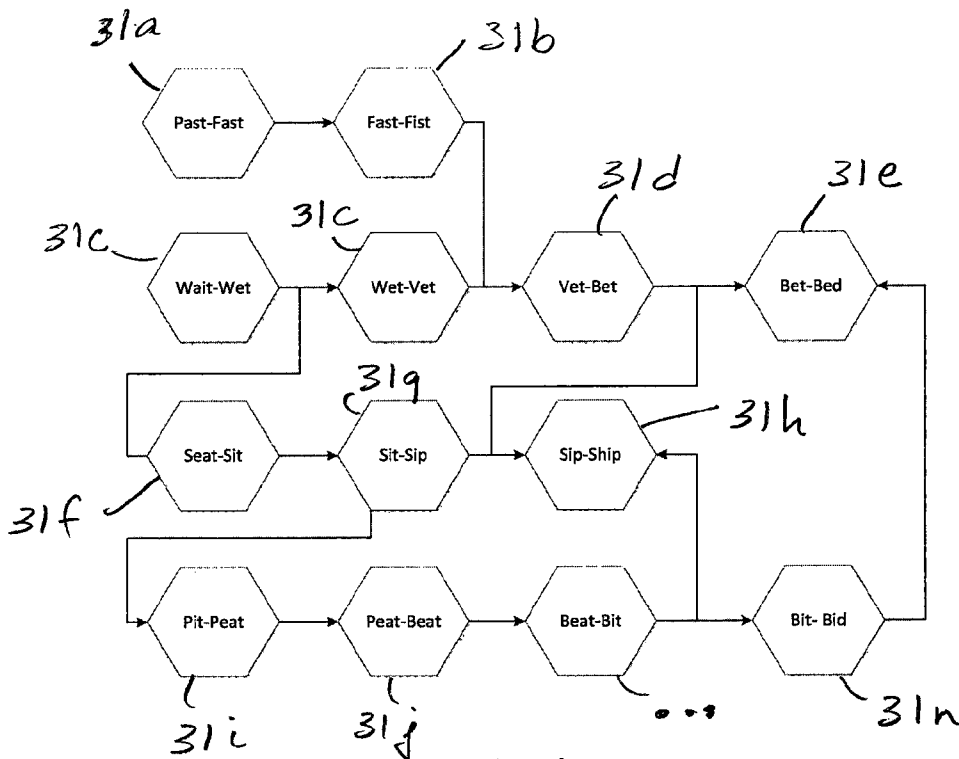 31a
31b
Past-Fast
Fast-Fist
31d
31e
31c
31c
Wait-Wet
Wet-Vet
Vet-Bet
Bet-Bed
31g
31h
Seat-Sit
Sit-Sip
Sip-Ship
31f
Pit-Peat
Peat-Beat
Beat-Bit
Bit- Bid
31i
31j
...
31n